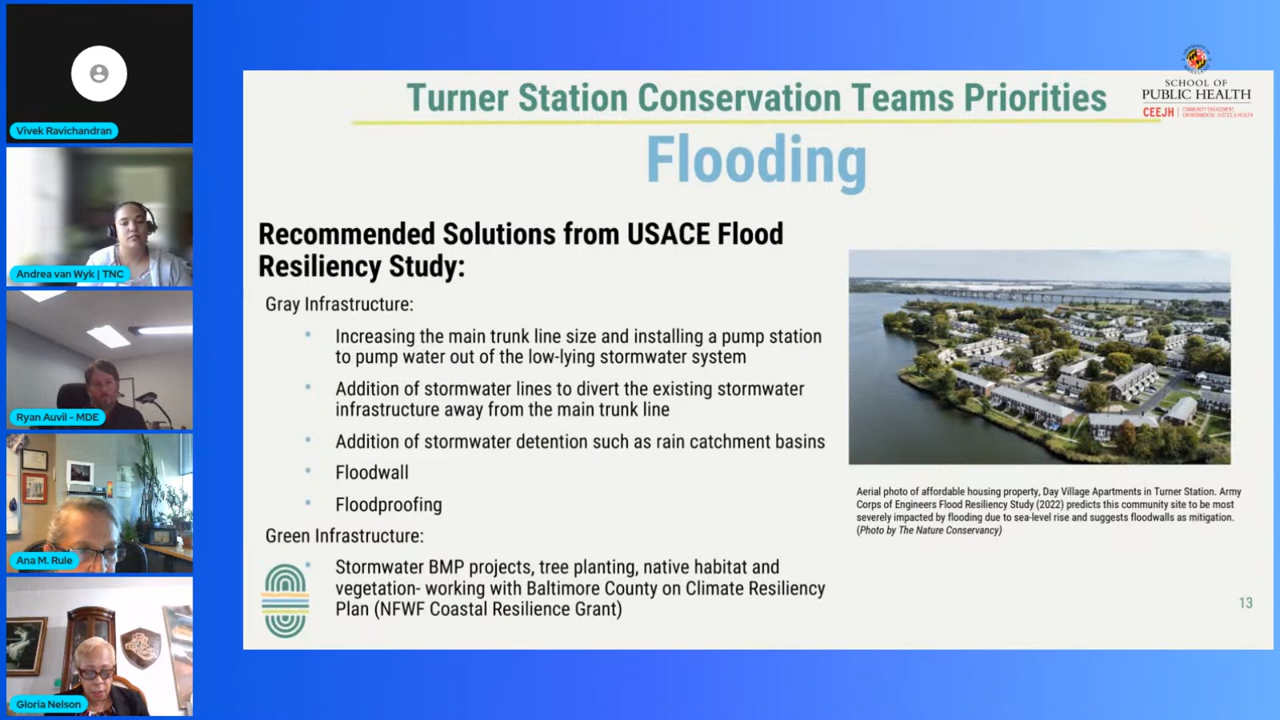 Vivek Ravichandran
Andrea van Wyk | TNC
Ryan Auvil - MDE
Ana M. Rule
Gloria Nelson
SCHOOL OF
PUBLIC HEALTH
CEEJH
COMMUNITY ENGAGEMENT,
ENVIRONMENTAL JUSTICE & HEALTH
Turner Station Conservation Teams Priorities
Flooding
Recommended Solutions from USACE Flood
Resiliency Study:
Gray Infrastructure:
• Increasing the main trunk line size and installing a pump station
to pump water out of the low-lying stormwater system
• Addition of stormwater lines to divert the existing stormwater
infrastructure away from the main trunk line
• Addition of stormwater detention such as rain catchment basins
• Floodwall
• Floodproofing
Green Infrastructure:
• Stormwater BMP projects, tree planting, native habitat and
vegetation- working with Baltimore County on Climate Resiliency
Plan (NFWF Coastal Resilience Grant)
Aerial photo of affordable housing property, Day Village Apartments in Turner Station. Army
Corps of Engineers Flood Resiliency Study (2022) predicts this community site to be most
severely impacted by flooding due to sea-level rise and suggests floodwalls as mitigation.
(Photo by The Nature Conservancy)
13